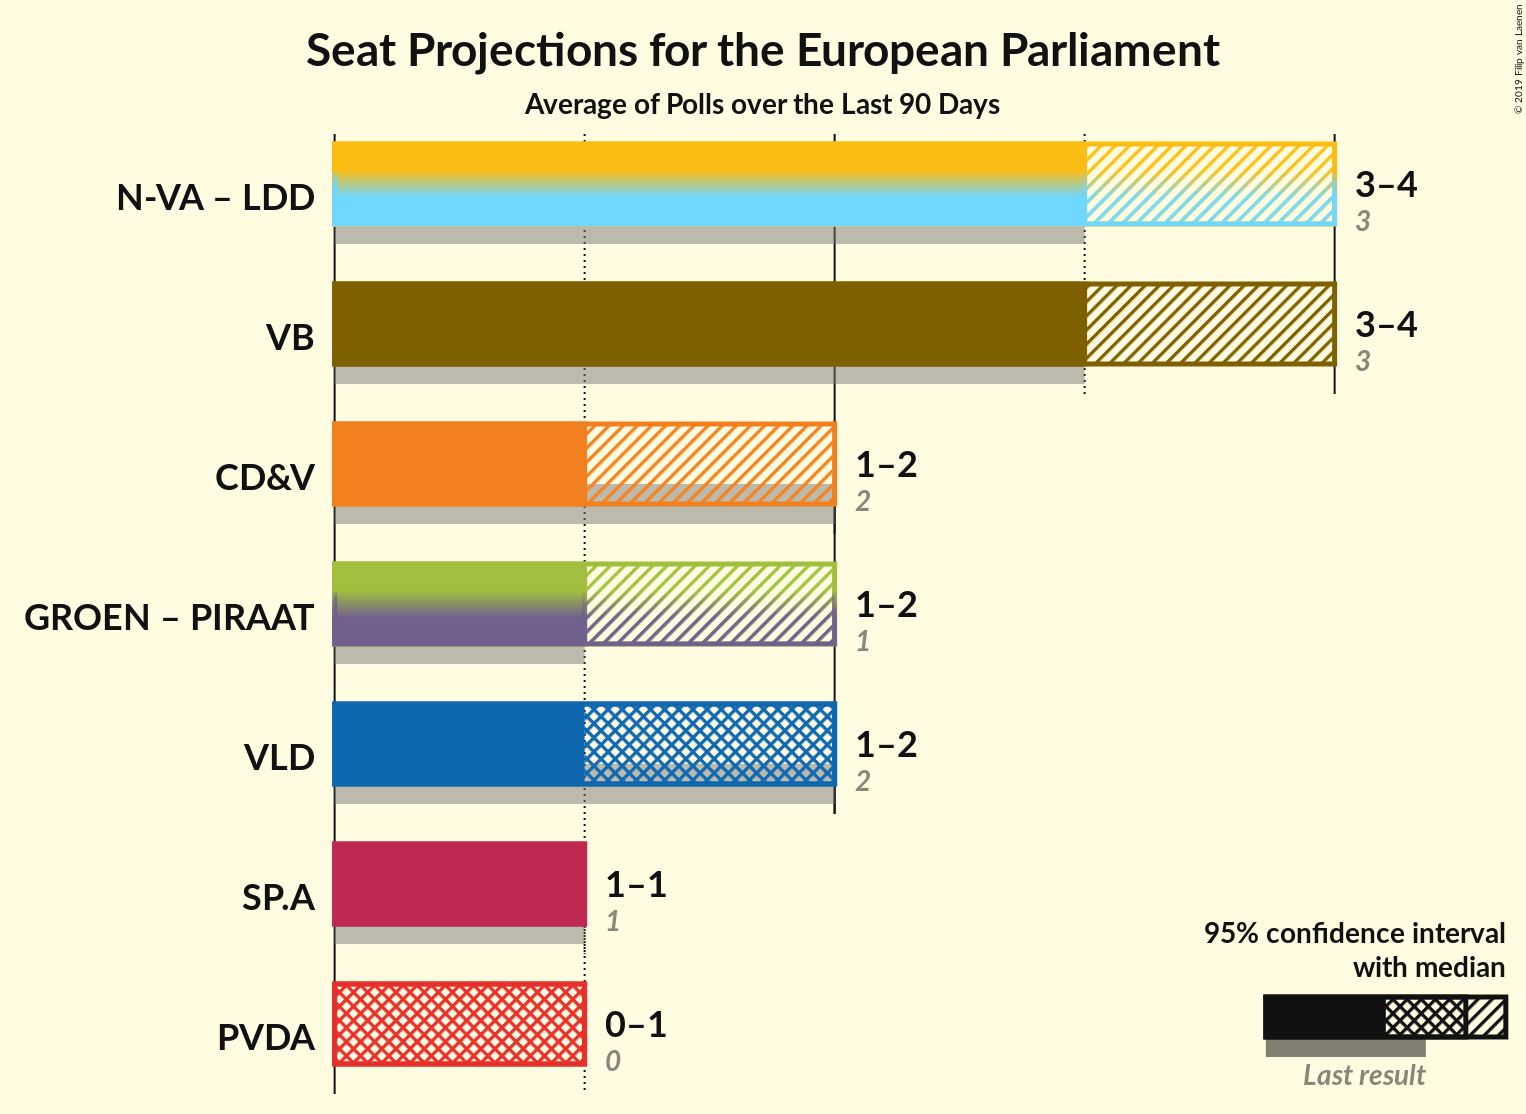 Seat Projections for the European Parliament
Average of Polls over the Last 90 Days
© 2019 Filip van Laenen
N-VA – LDD
3–4
3
VB
3–4
3
CD&V
1–2
2
GROEN – PIRAAT
1–2
1
VLD
1–2
2
SP.A
1–1
1
PVDA
0–1
0
95% confidence interval
with median
Last result